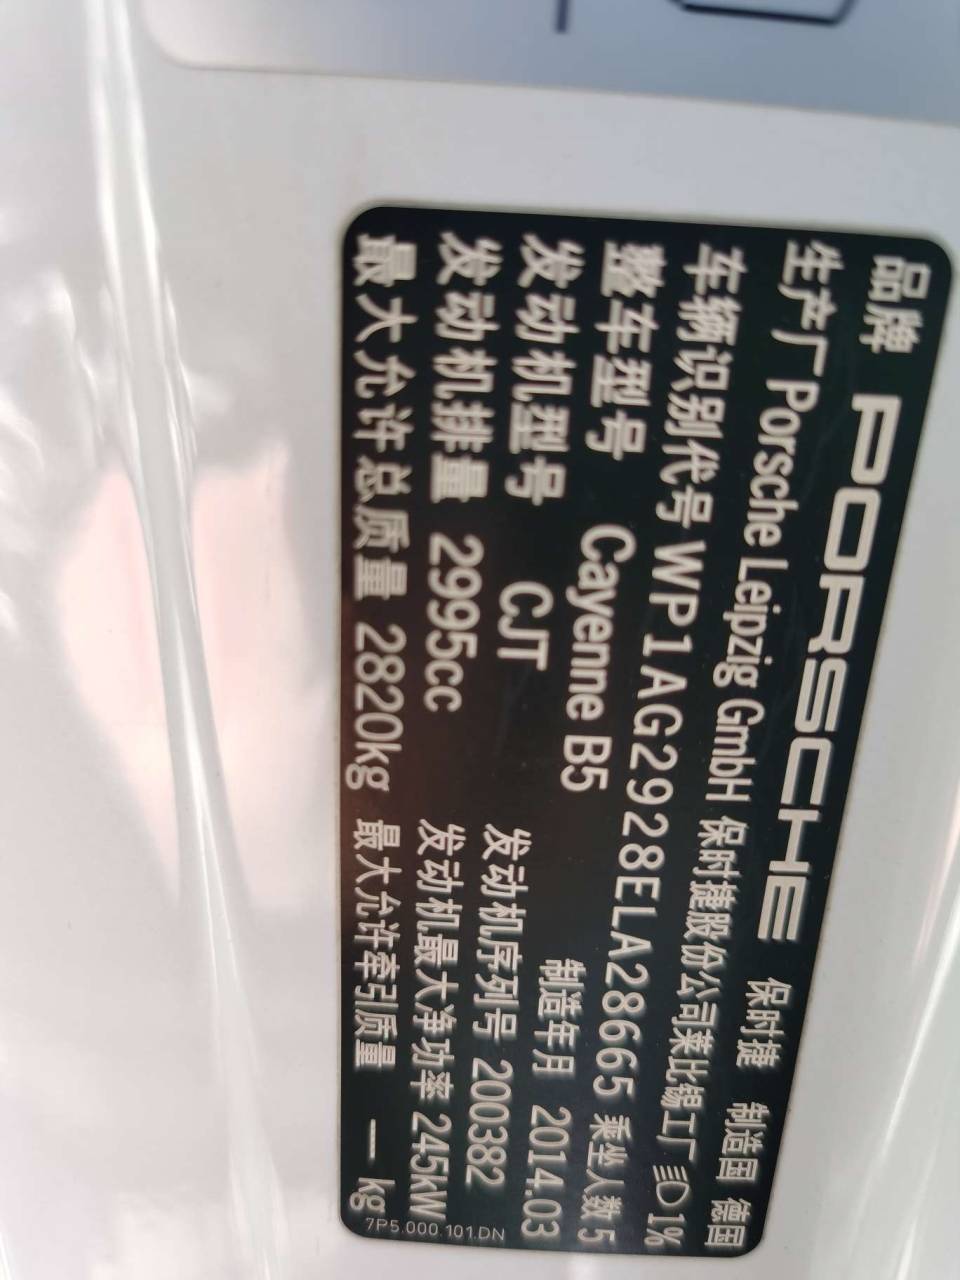 品牌 PORSCHE 保时捷 制造国 德国
生产厂 Porsche Leipzig GmbH 保时捷股份公司莱比锡工厂 1%
车辆识别代号 WP1AG2928ELA28665 乘坐人数 5
整车型号 Cayenne B5 制造年月 2014.03
发动机型号 CJT 发动机序列号 200382
发动机排量 2995cc 发动机最大净功率 245kW
最大允许总质量 2820kg 最大允许牵引质量 — kg
7P5.000.101.DN